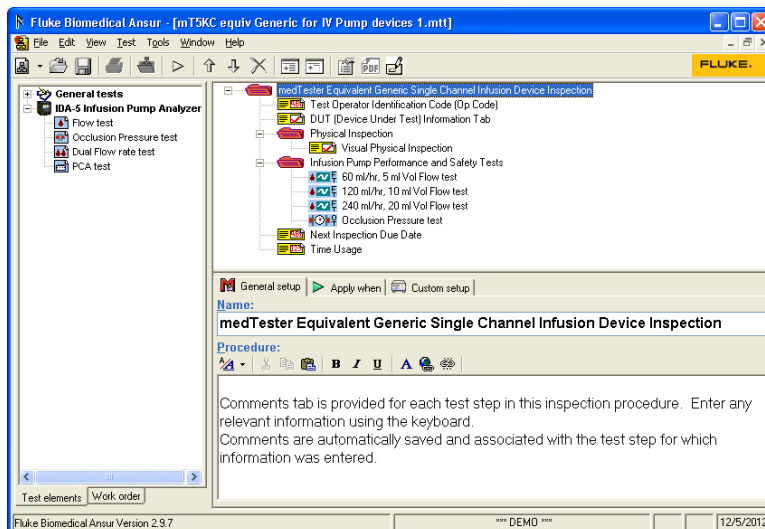 Fluke Biomedical Ansur - [mT5KC equiv Generic for IV Pump devices 1.mtt]
File Edit View Test Tools Window Help
PDF
FLUKE.
General tests
IDA-5 Infusion Pump Analyzer
Flow test
Occlusion Pressure test
Dual Flow rate test
PCA test
Test elements
Work order
medTester Equivalent Generic Single Channel Infusion Device Inspection
Test Operator Identification Code (Op Code)
DUT (Device Under Test) Information Tab
Physical Inspection
Visual Physical Inspection
Infusion Pump Performance and Safety Tests
60 ml/hr, 5 ml Vol Flow test
120 ml/hr, 10 ml Vol Flow test
240 ml/hr, 20 ml Vol Flow test
Occlusion Pressure test
Next Inspection Due Date
Time Usage
General setup Apply when Custom setup
Name:
medTester Equivalent Generic Single Channel Infusion Device Inspection
Procedure:
B I U A
Comments tab is provided for each test step in this inspection procedure. Enter any
relevant information using the keyboard.
Comments are automatically saved and associated with the test step for which
information was entered.
Fluke Biomedical Ansur Version 2.9.7
*** DEMO ***
12/5/2012